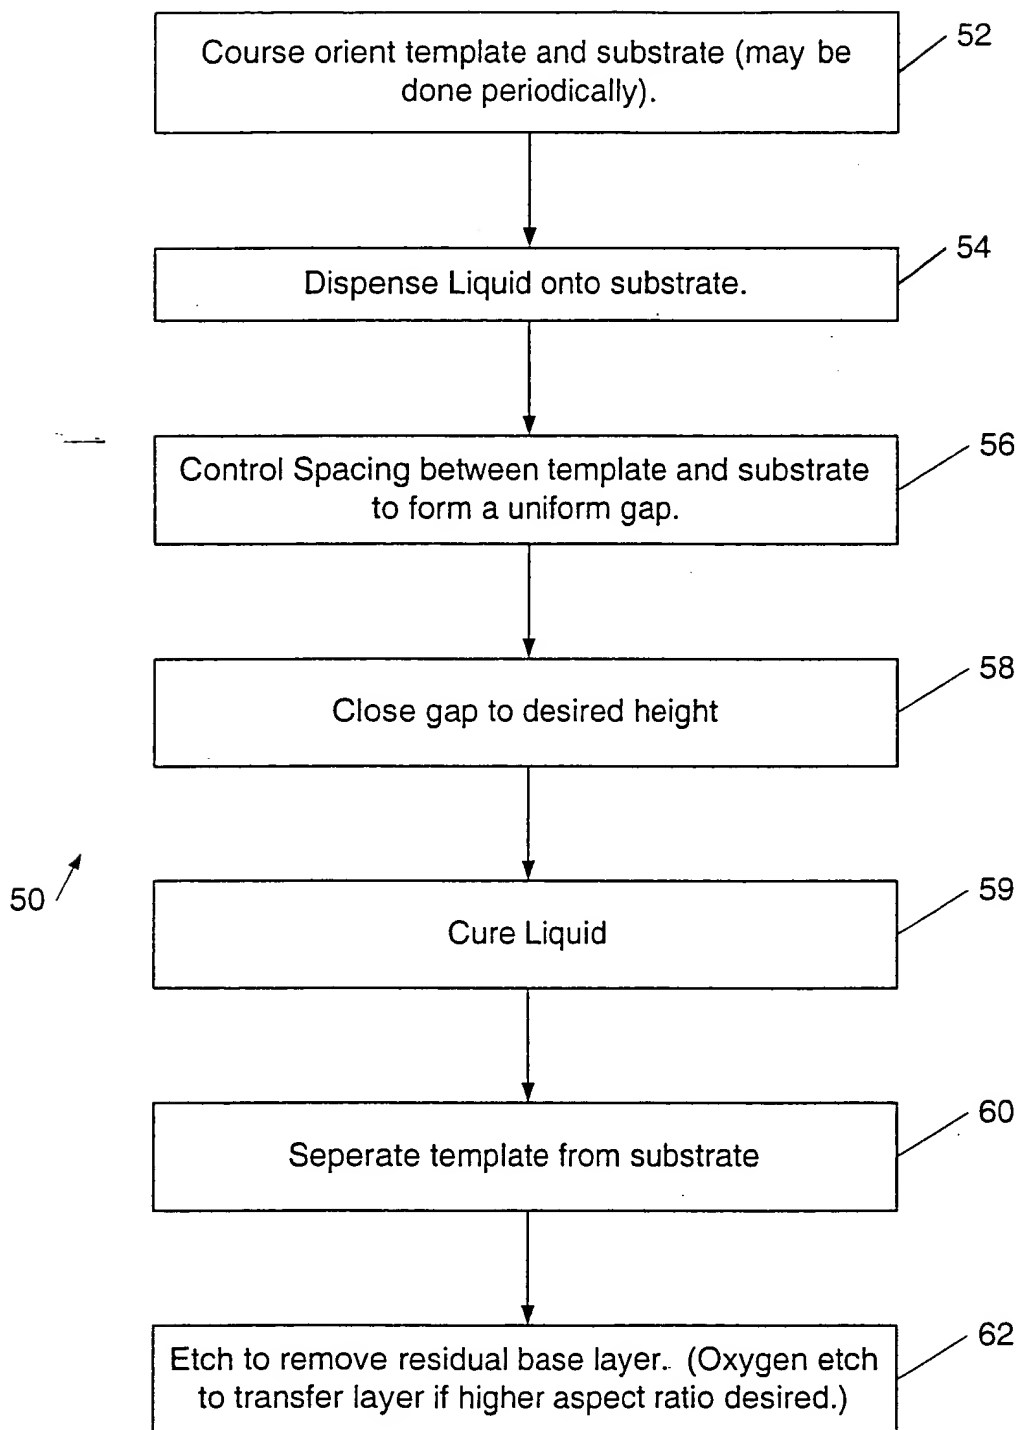 Course orient template and substrate (may be
done periodically).
52
Dispense Liquid onto substrate.
54
Control Spacing between template and substrate
to form a uniform gap.
56
Close gap to desired height
58
50
Cure Liquid
59
Seperate template from substrate
60
Etch to remove residual base layer. (Oxygen etch
to transfer layer if higher aspect ratio desired.)
62